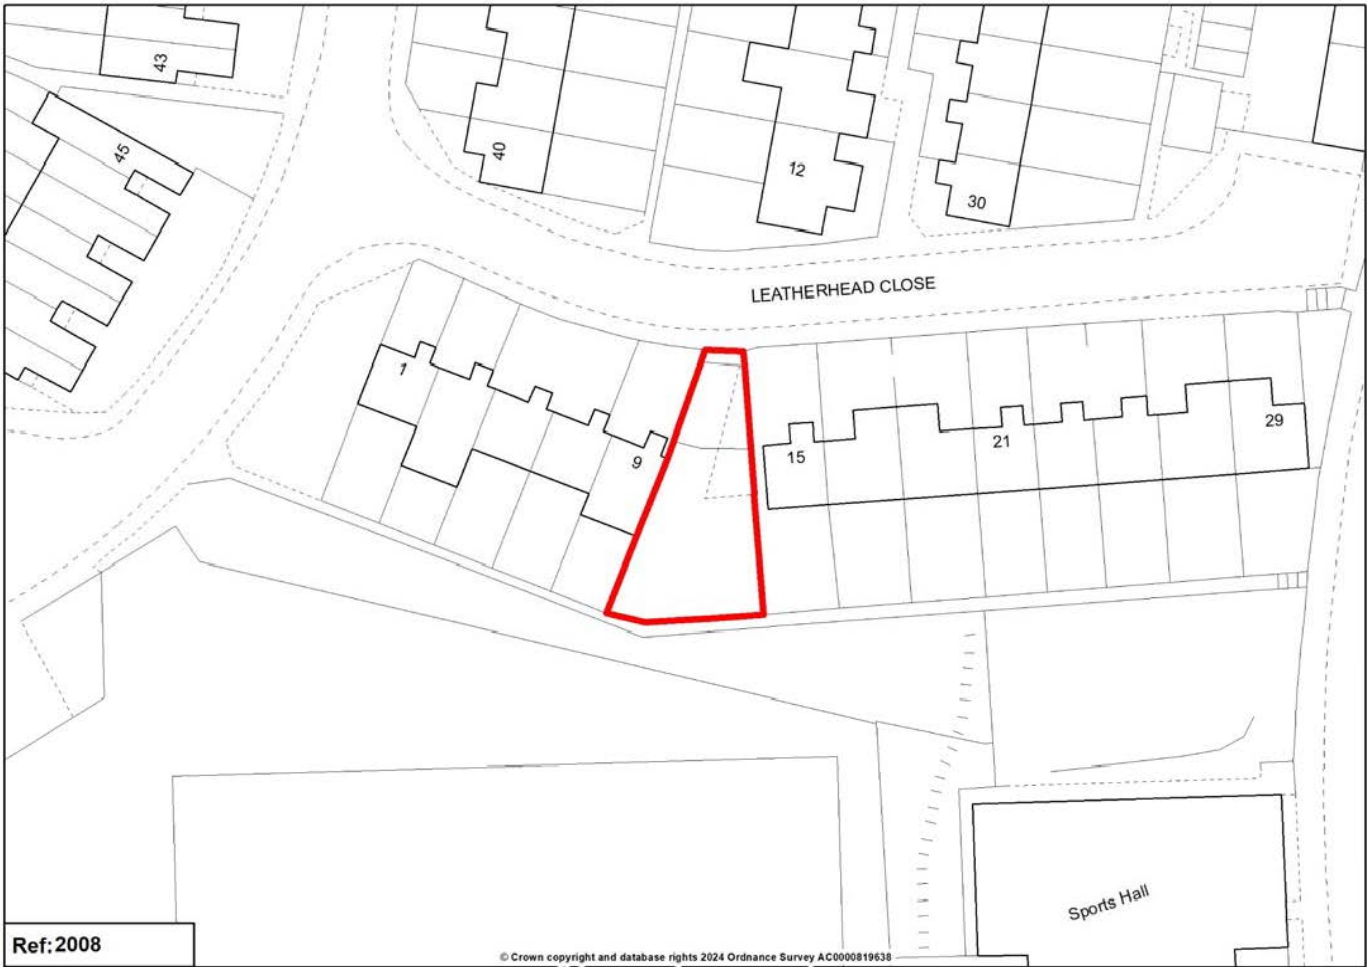 43
45
40
12
30
LEATHERHEAD CLOSE
1
9
15
21
29
Sports Hall
Ref:2008
© Crown copyright and database rights 2024 Ordnance Survey AC0000819638